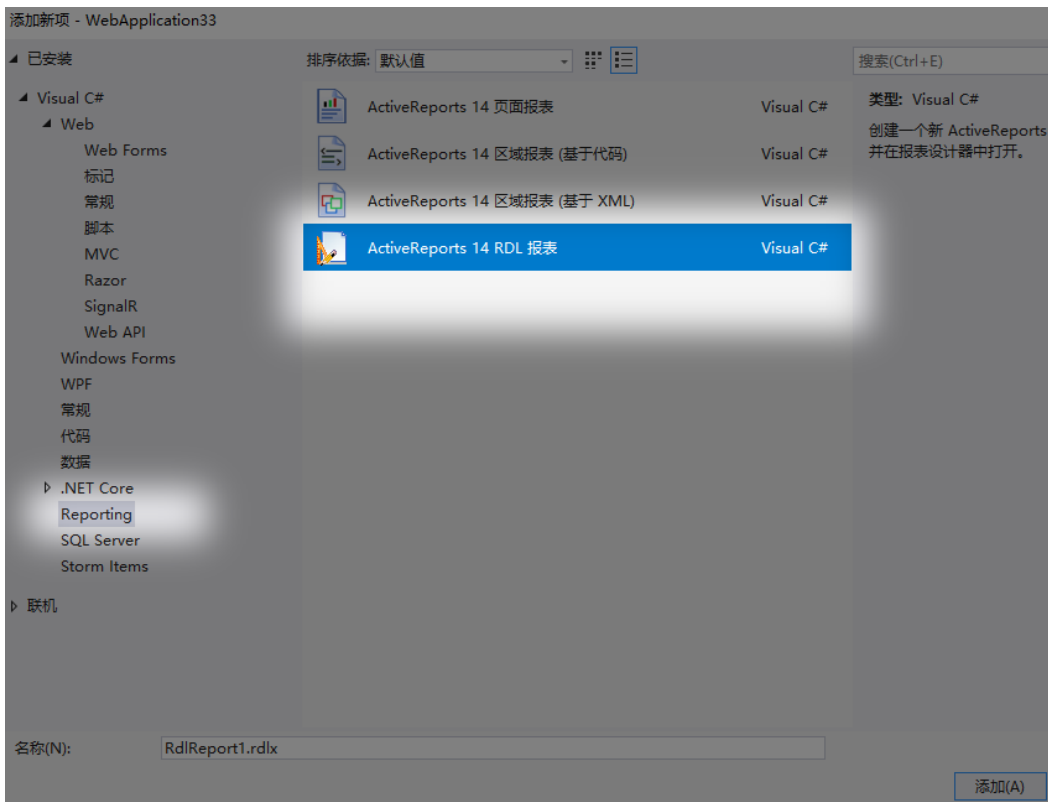 添加新项 - WebApplication33
已安装
Visual C#
Web
Web Forms
标记
常规
脚本
MVC
Razor
SignalR
Web API
Windows Forms
WPF
常规
代码
数据
.NET Core
Reporting
SQL Server
Storm Items
联机
排序依据: 默认值
ActiveReports 14 页面报表 Visual C#
ActiveReports 14 区域报表 (基于代码) Visual C#
ActiveReports 14 区域报表 (基于 XML) Visual C#
ActiveReports 14 RDL 报表 Visual C#
搜索(Ctrl+E)
类型: Visual C#
创建一个新 ActiveReports
并在报表设计器中打开。
名称(N): RdlReport1.rdlx
添加(A)